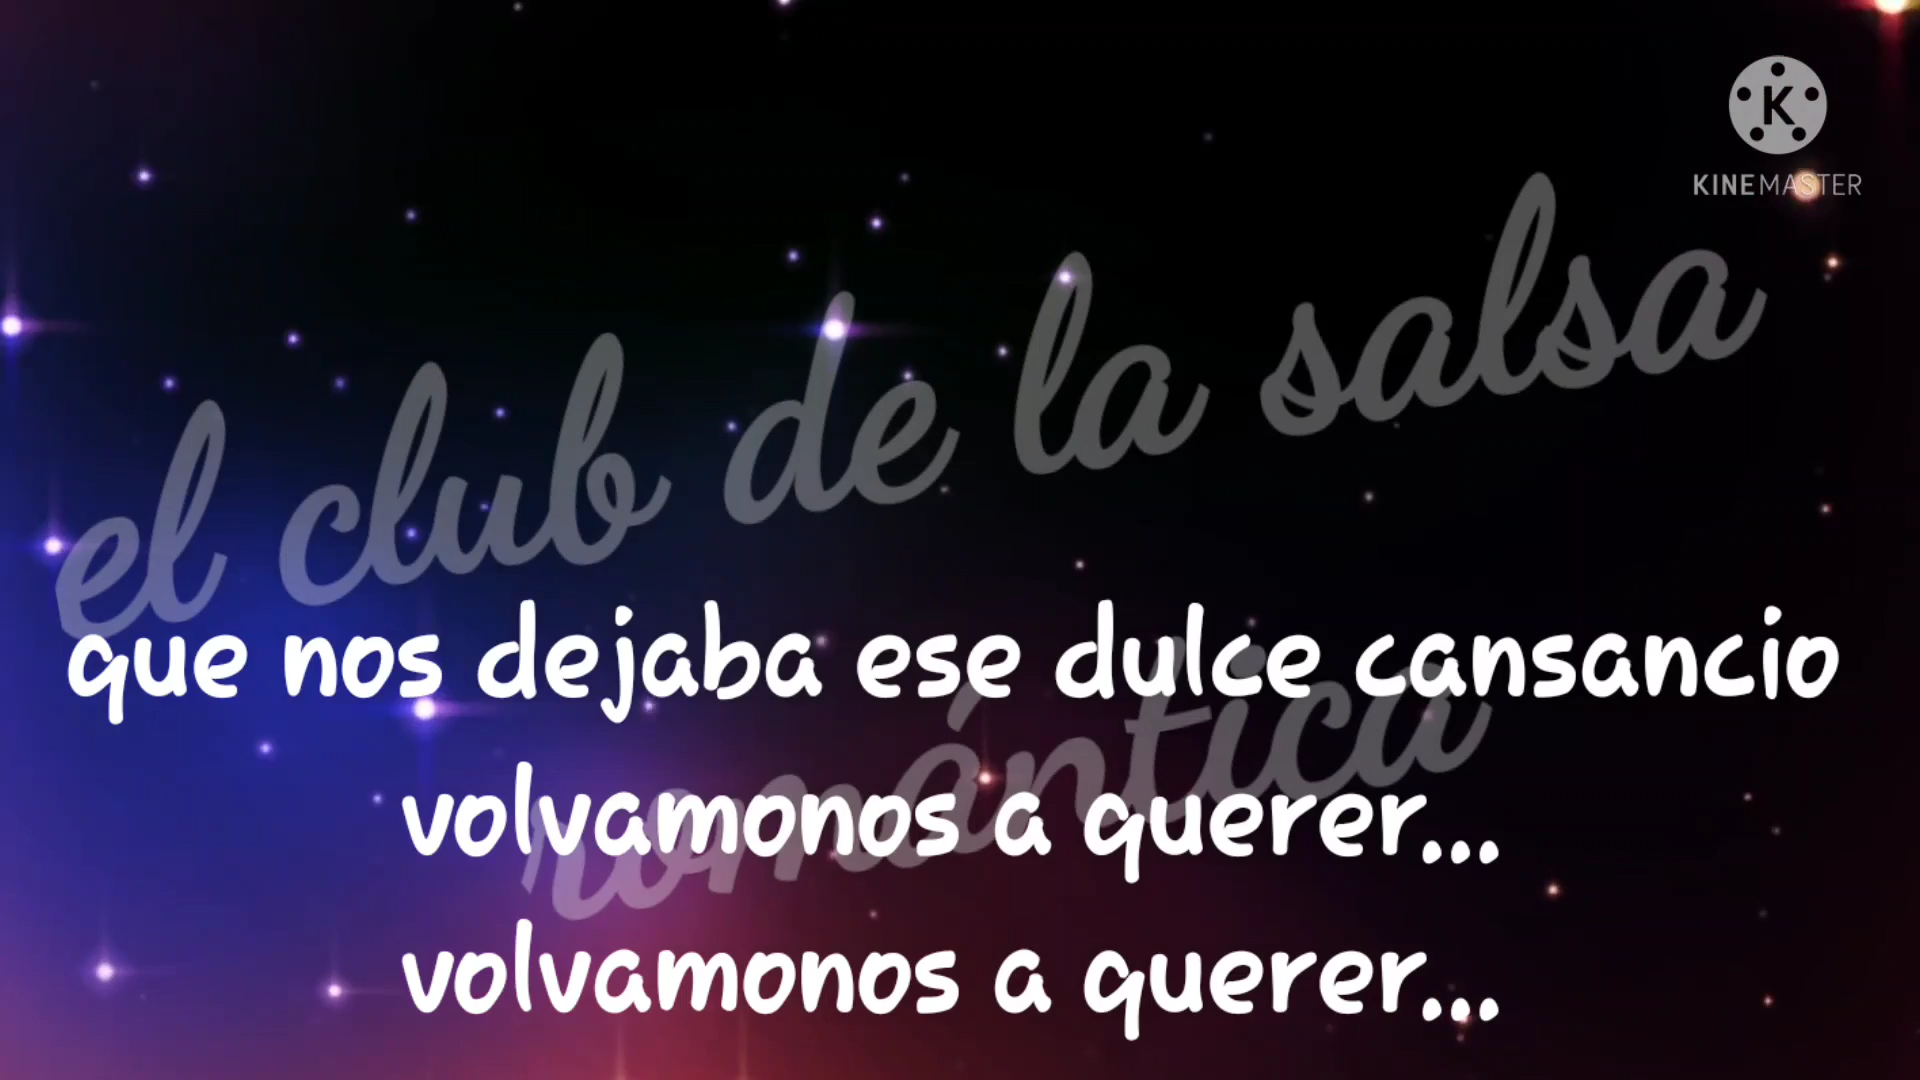 KINEMASTER
el club de la salsa
romántica
que nos dejaba ese dulce cansancio
volvamonos a querer...
volvamonos a querer...